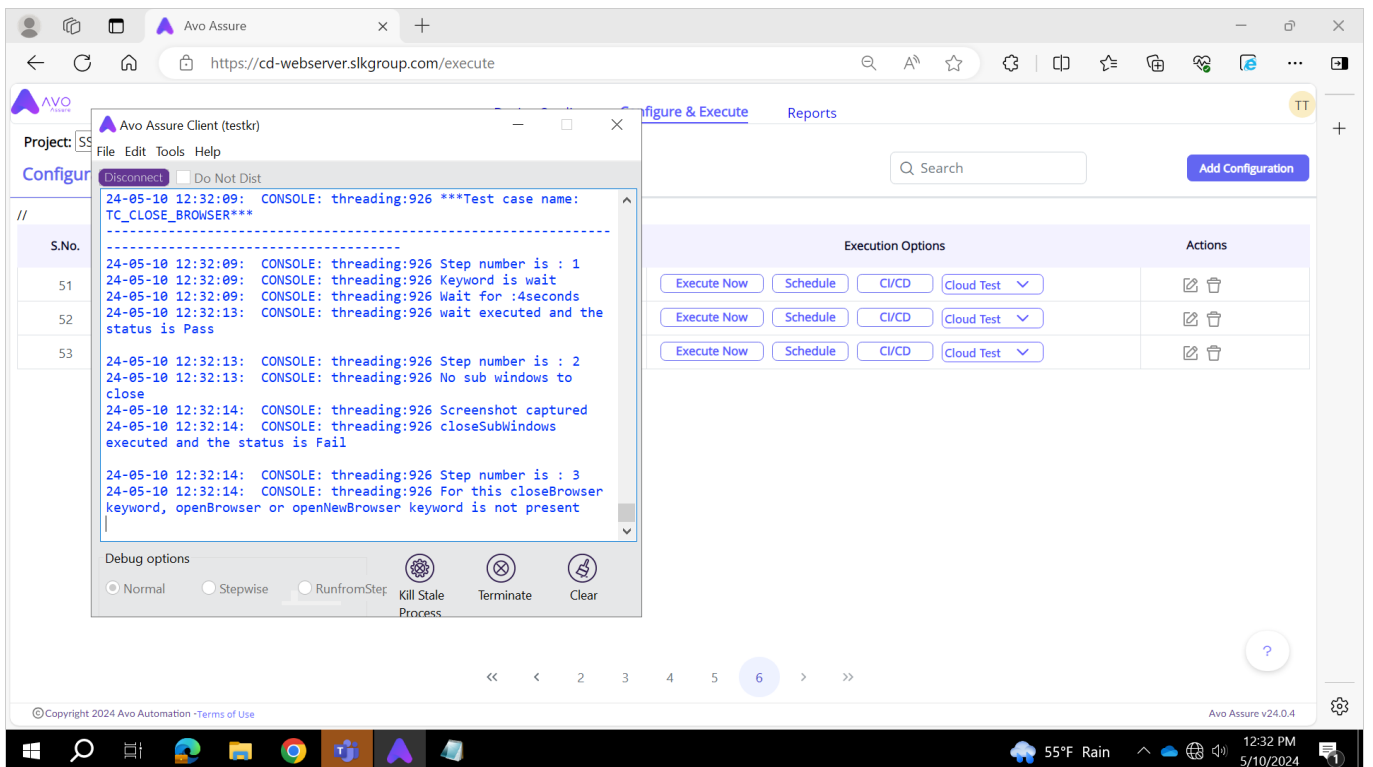 Avo Assure
https://cd-webserver.slkgroup.com/execute
AVO
Assure
nfigure & Execute
Reports
TT
Project: SS
Configur
Search
Add Configuration
//
S.No.
Execution Options
Actions
51
Execute Now
Schedule
CI/CD
Cloud Test
52
Execute Now
Schedule
CI/CD
Cloud Test
53
Execute Now
Schedule
CI/CD
Cloud Test
Avo Assure Client (testkr)
File Edit Tools Help
Disconnect
Do Not Dist
24-05-10 12:32:09: CONSOLE: threading:926 ***Test case name:
TC_CLOSE_BROWSER***
-----------------------------------------------------------------
--------------------------------------
24-05-10 12:32:09: CONSOLE: threading:926 Step number is : 1
24-05-10 12:32:09: CONSOLE: threading:926 Keyword is wait
24-05-10 12:32:09: CONSOLE: threading:926 Wait for :4seconds
24-05-10 12:32:13: CONSOLE: threading:926 wait executed and the
status is Pass
24-05-10 12:32:13: CONSOLE: threading:926 Step number is : 2
24-05-10 12:32:13: CONSOLE: threading:926 No sub windows to
close
24-05-10 12:32:14: CONSOLE: threading:926 Screenshot captured
24-05-10 12:32:14: CONSOLE: threading:926 closeSubWindows
executed and the status is Fail
24-05-10 12:32:14: CONSOLE: threading:926 Step number is : 3
24-05-10 12:32:14: CONSOLE: threading:926 For this closeBrowser
keyword, openBrowser or openNewBrowser keyword is not present
Debug options
Normal
Stepwise
RunfromStep
Kill Stale
Process
Terminate
Clear
?
<< < 2 3 4 5 6 > >>
©Copyright 2024 Avo Automation -Terms of Use
Avo Assure v24.0.4
55°F Rain
12:32 PM
5/10/2024
1